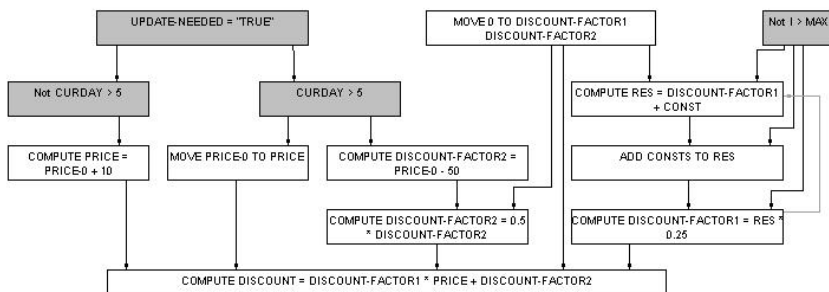 UPDATE-NEEDED = "TRUE"
MOVE 0 TO DISCOUNT-FACTOR1
DISCOUNT-FACTOR2
Not I > MAX
Not CURDAY > 5
CURDAY > 5
COMPUTE RES = DISCOUNT-FACTOR1
+ CONST
COMPUTE PRICE =
PRICE-0 + 10
MOVE PRICE-0 TO PRICE
COMPUTE DISCOUNT-FACTOR2 =
PRICE-0 - 50
ADD CONSTS TO RES
COMPUTE DISCOUNT-FACTOR2 = 0.5
* DISCOUNT-FACTOR2
COMPUTE DISCOUNT-FACTOR1 = RES *
0.25
COMPUTE DISCOUNT = DISCOUNT-FACTOR1 * PRICE + DISCOUNT-FACTOR2